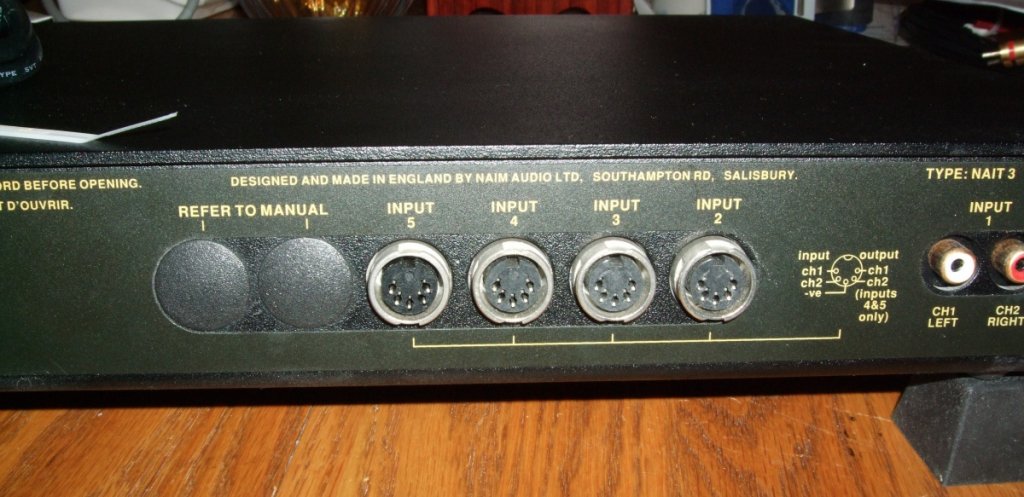 TYPE SVT
ORD BEFORE OPENING.
T D'OUVRIR.
DESIGNED AND MADE IN ENGLAND BY NAIM AUDIO LTD, SOUTHAMPTON RD, SALISBURY.
TYPE: NAIT 3
REFER TO MANUAL
INPUT
5
INPUT
4
INPUT
3
INPUT
2
input output
ch1 ch1
ch2 ch2
-ve (inputs
4&5
only)
INPUT
1
CH1
LEFT
CH2
RIGHT